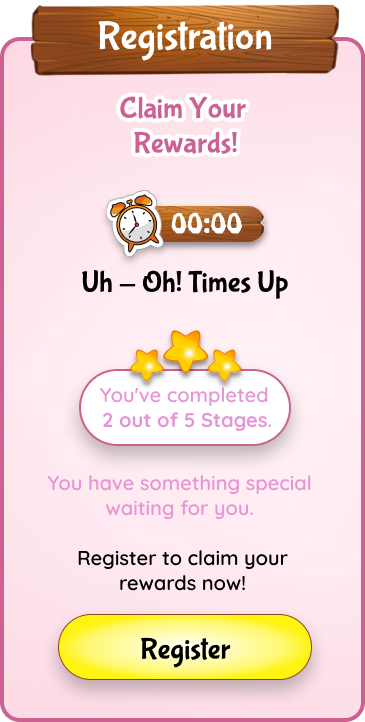 Registration
Claim Your
Rewards!
00:00
Uh – Oh! Times Up
You've completed
2 out of 5 Stages.
You have something special
waiting for you.
Register to claim your
rewards now!
Register